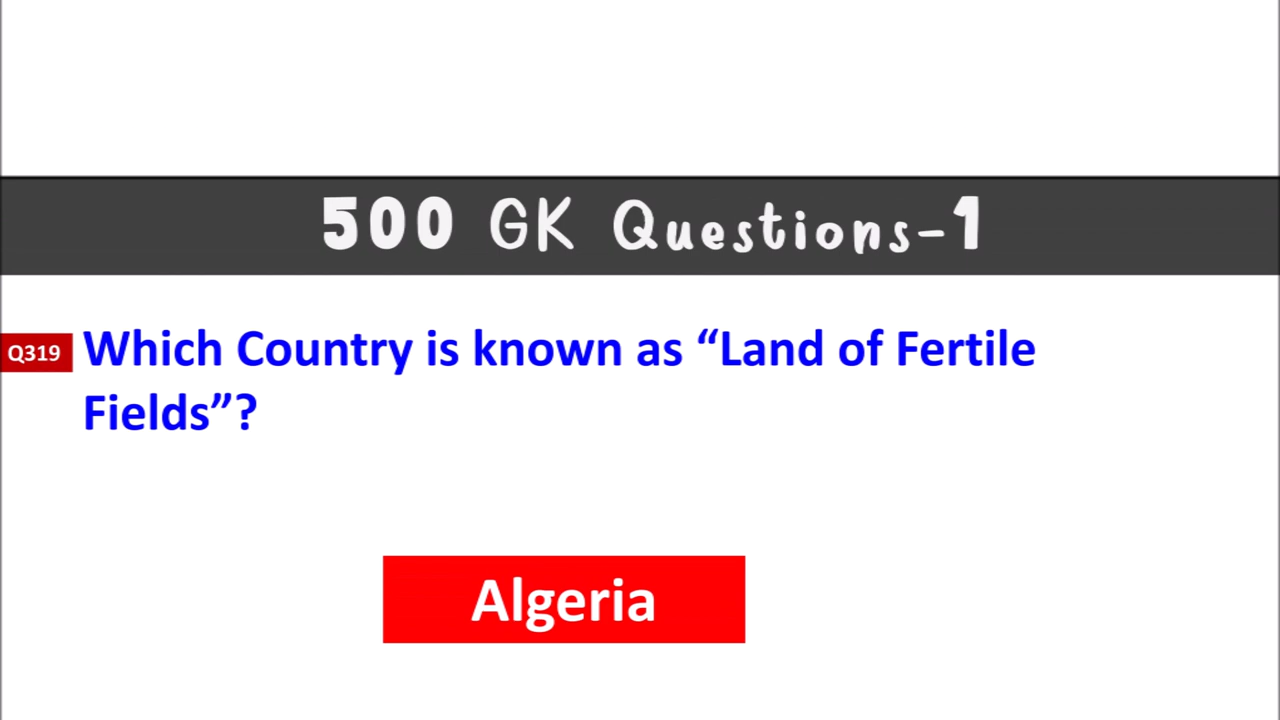 500 GK Questions-1
Q319 Which Country is known as “Land of Fertile
Fields”?
Algeria